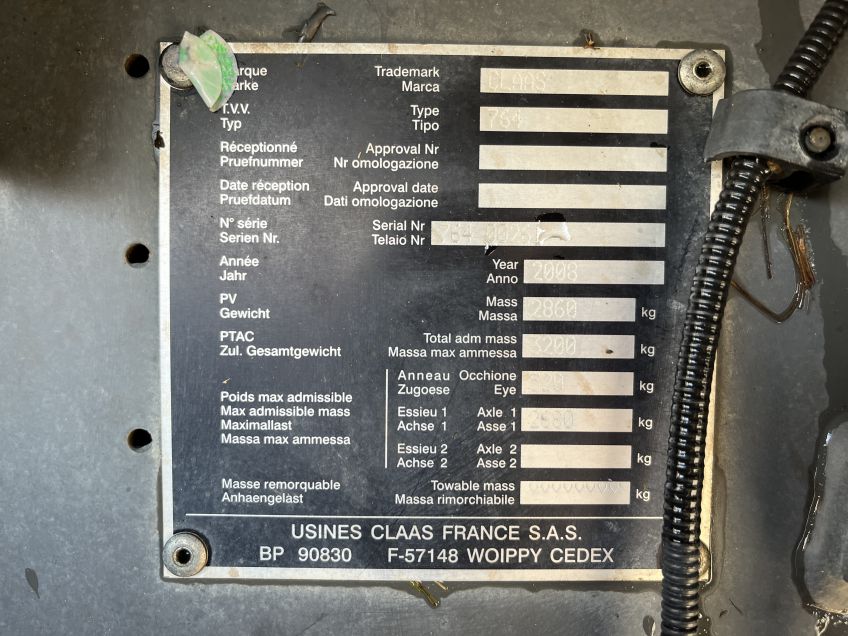 Trademark
Marca CLAAS
T.V.V. Type
Typ Tipo 764
Réceptionné Approval Nr
Pruefnummer Nr omologazione
Date réception Approval date
Pruefdatum Dati omologazione
N° série Serial Nr
Serien Nr. Telaio Nr
Année Year
Jahr Anno 2008
PV Mass
Gewicht Massa 2860 kg
PTAC Total adm mass
Zul. Gesamtgewicht Massa max ammessa 3200 kg
Anneau Occhione
Zugoese Eye kg
Poids max admissible
Max admissible mass
Maximallast
Massa max ammessa
Essieu 1 Axle 1
Achse 1 Asse 1 kg
Essieu 2 Axle 2
Achse 2 Asse 2 kg
Masse remorquable Towable mass
Anhaengelast Massa rimorchiabile kg
USINES CLAAS FRANCE S.A.S.
BP 90830 F-57148 WOIPPY CEDEX